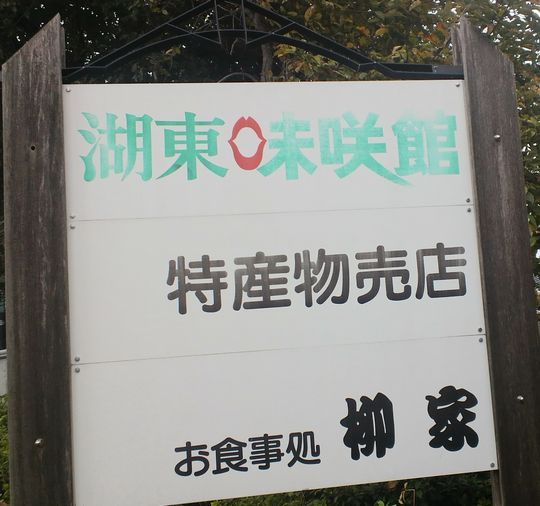 湖東味咲館
特産物売店
お食事処 柳家